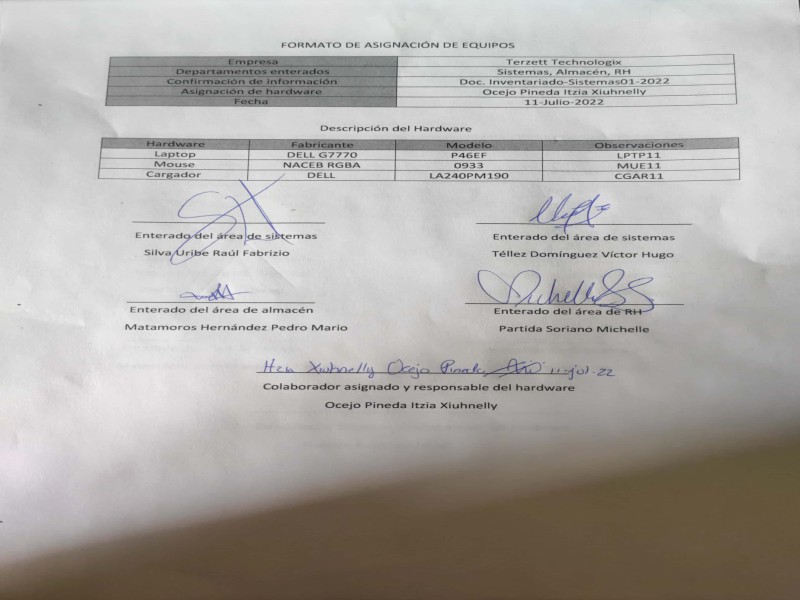 FORMATO DE ASIGNACIÓN DE EQUIPOS
Empresa Terzett Technologix
Departamentos enterados Sistemas, Almacén, RH
Confirmación de información Doc. Inventariado-Sistemas01-2022
Asignación de hardware Ocejo Pineda Itzia Xiuhnelly
Fecha 11-Julio-2022
Descripción del Hardware
Hardware Fabricante Modelo Observaciones
Laptop DELL G7770 P46EF LPTP11
Mouse NACEB RGBA 0933 MUE11
Cargador DELL LA240PM190 CGAR11
Enterado del área de sistemas Enterado del área de sistemas
Silva Uribe Raúl Fabrizio Téllez Domínguez Víctor Hugo
Enterado del área de almacén Enterado del área de RH
Matamoros Hernández Pedro Mario Partida Soriano Michelle
Xiuhnelly Ocejo Pineda 11-jul-22
Colaborador asignado y responsable del hardware
Ocejo Pineda Itzia Xiuhnelly